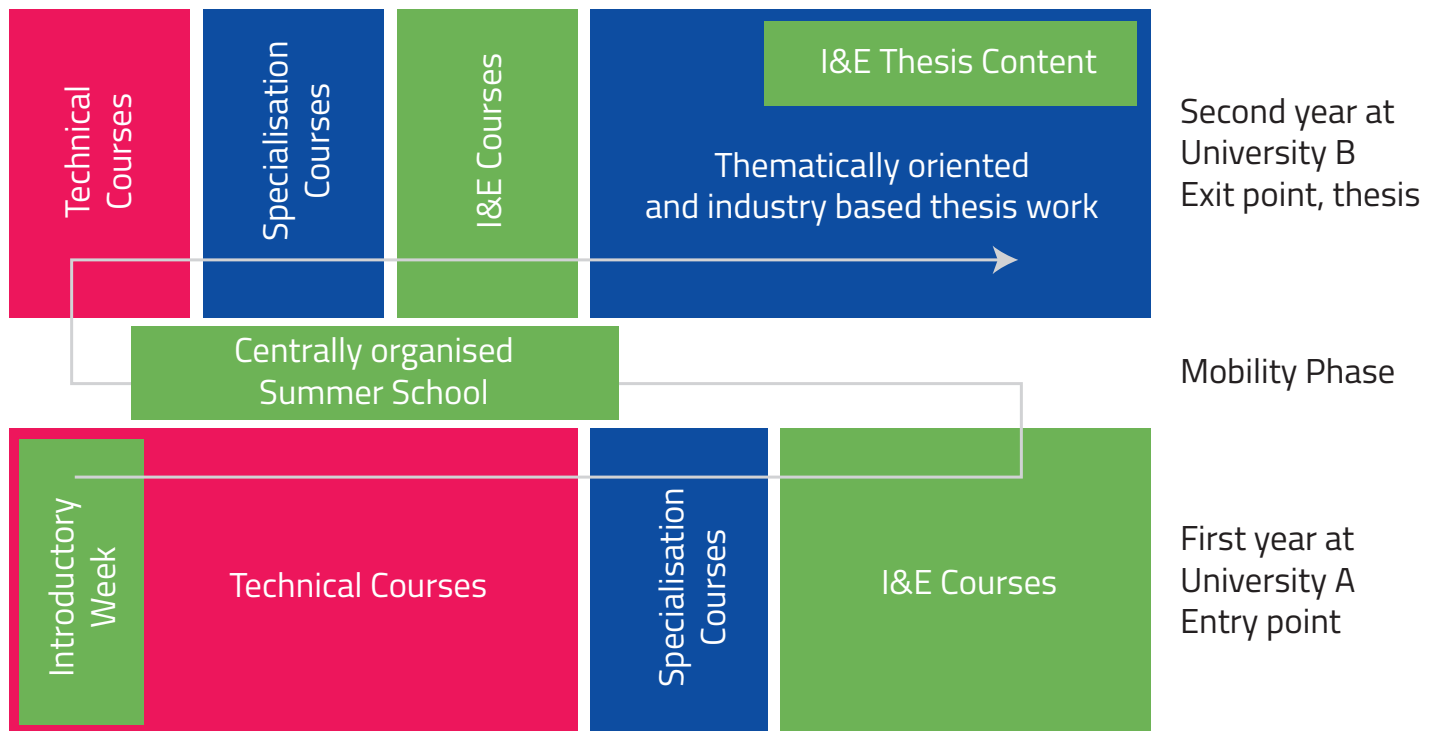 Technical
Courses
Specialisation
Courses
I&E Courses
I&E Thesis Content
Thematically oriented
and industry based thesis work
Second year at
University B
Exit point, thesis
Centrally organised
Summer School
Mobility Phase
Introductory
Week
Technical Courses
Specialisation
Courses
I&E Courses
First year at
University A
Entry point